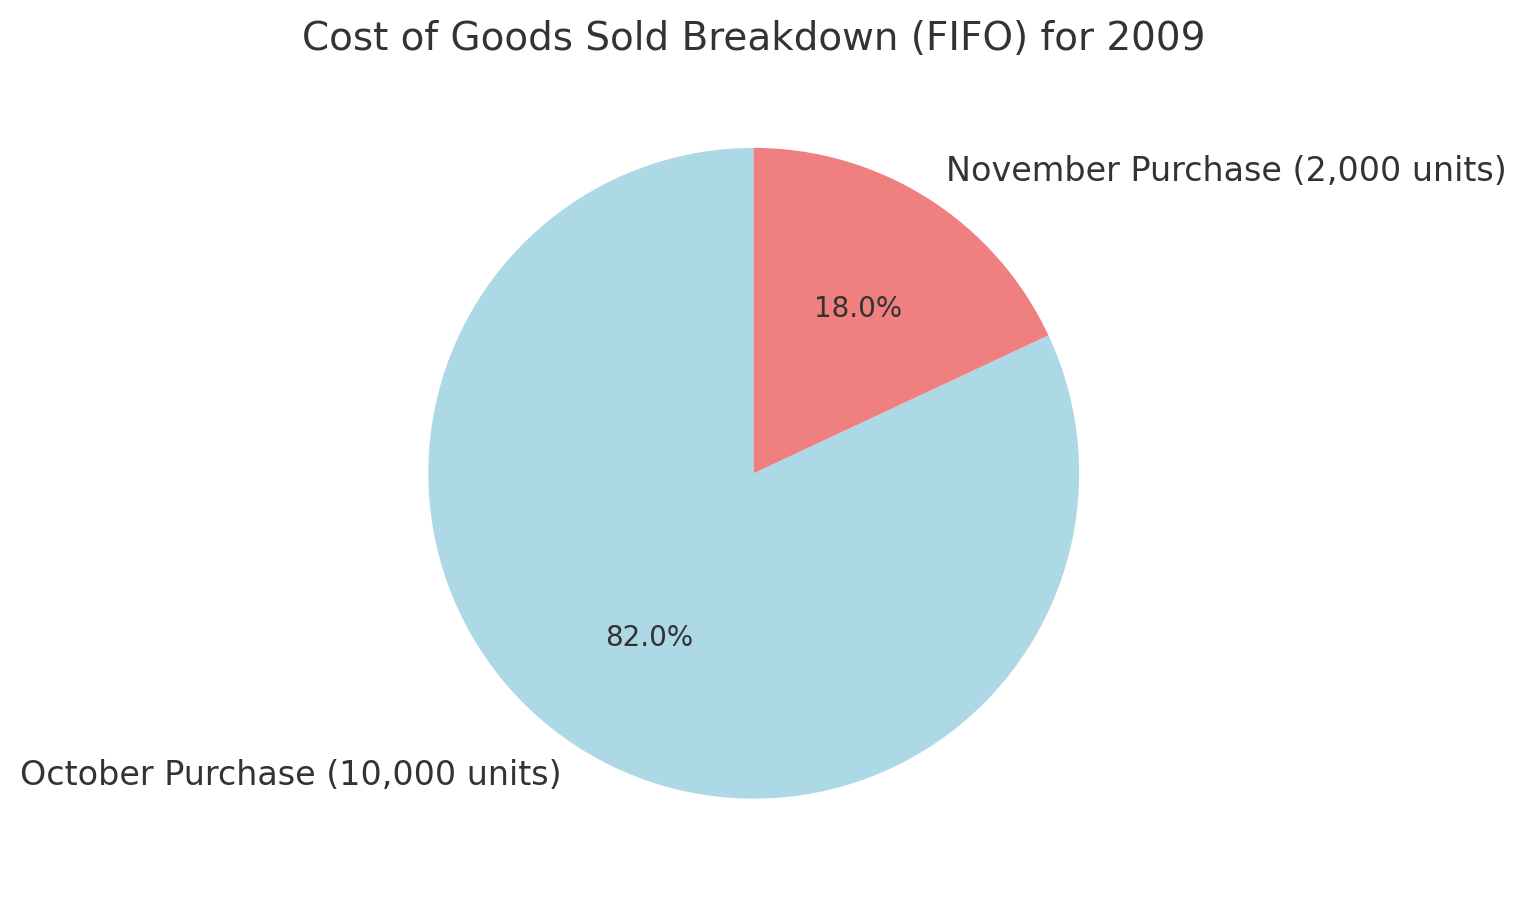 Cost of Goods Sold Breakdown (FIFO) for 2009
November Purchase (2,000 units)
18.0%
82.0%
October Purchase (10,000 units)